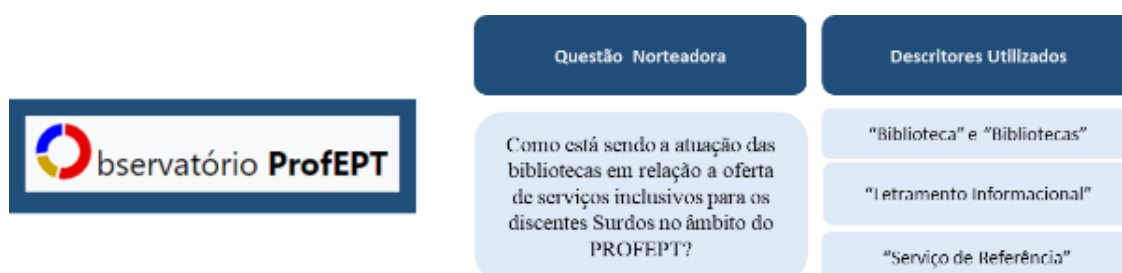 Observatório ProfEPT
Questão Norteadora
Como está sendo a atuação das
bibliotecas em relação a oferta
de serviços inclusivos para os
discentes Surdos no âmbito do
PROFEPT?
Descritores Utilizados
"Biblioteca" e "Bibliotecas"
"Letramento Informacional"
"Serviço de Referência"